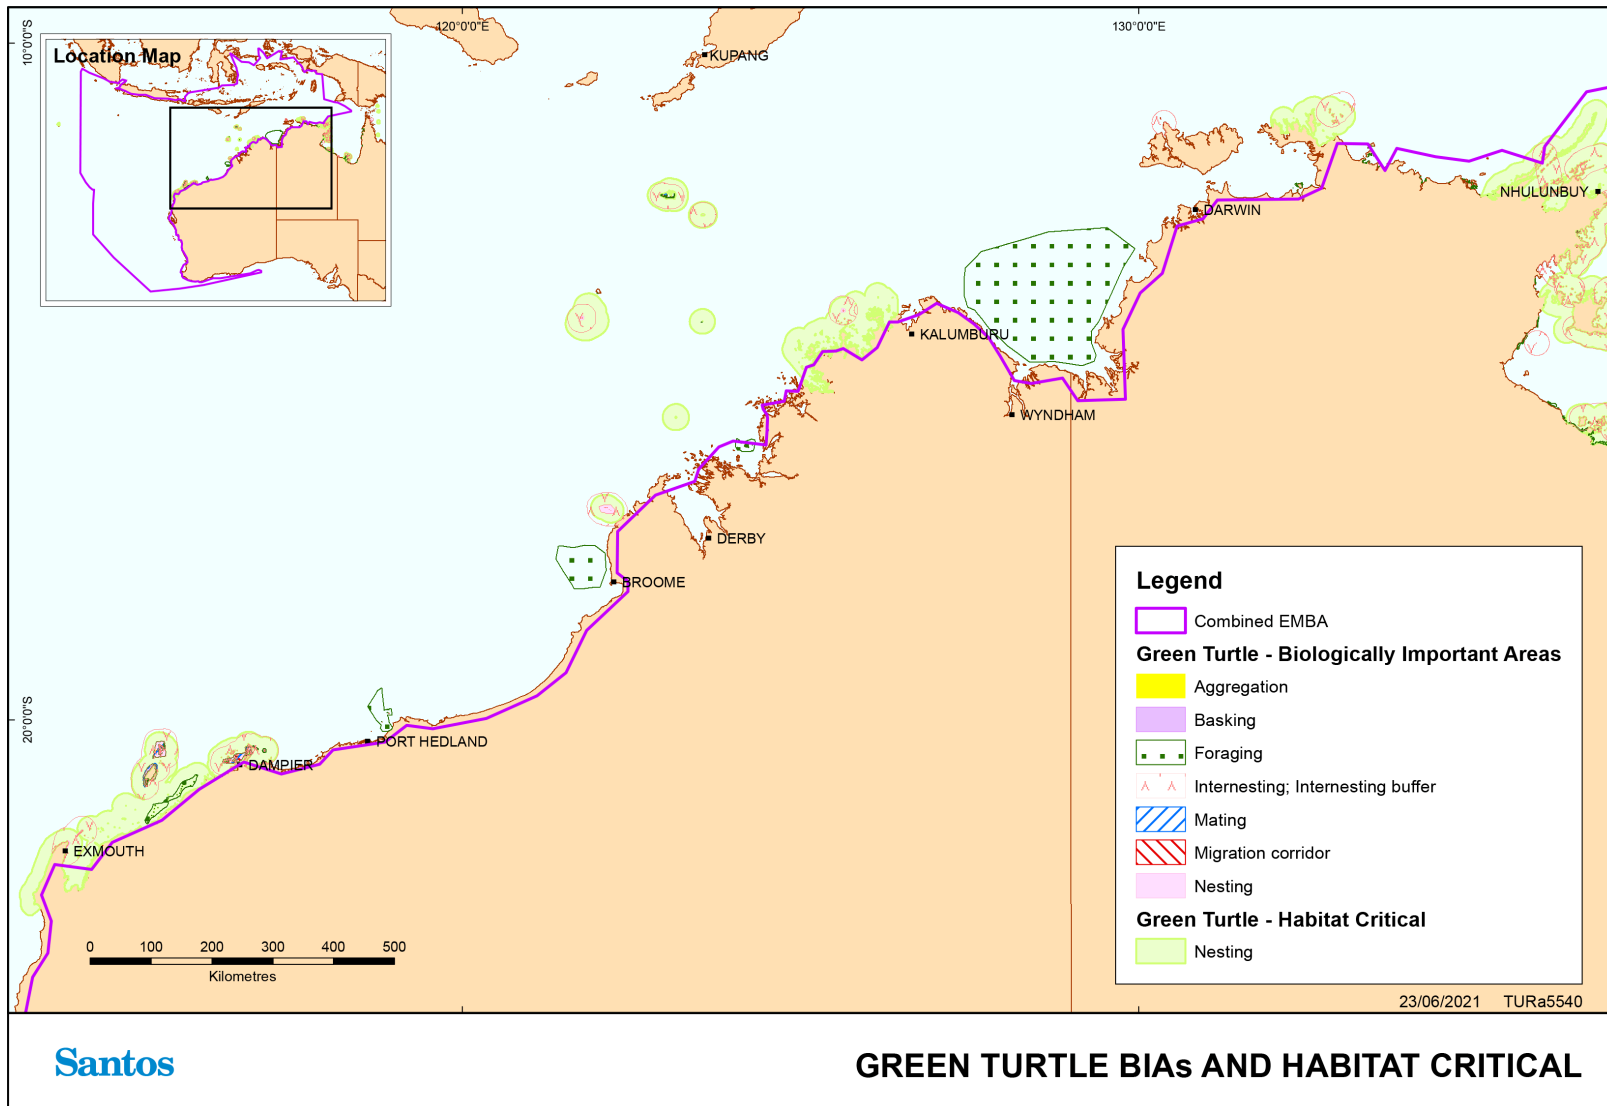 120°0'0"E
130°0'0"E
10°0'0"S
Location Map
KUPANG
NHULUNBUY
DARWIN
KALUMBURU
WYNDHAM
DERBY
BROOME
20°0'0"S
PORT HEDLAND
DAMPIER
EXMOUTH
0 100 200 300 400 500
Kilometres
Legend
Combined EMBA
Green Turtle - Biologically Important Areas
Aggregation
Basking
Foraging
Internesting; Internesting buffer
Mating
Migration corridor
Nesting
Green Turtle - Habitat Critical
Nesting
23/06/2021 TURa5540
Santos
GREEN TURTLE BIAs AND HABITAT CRITICAL